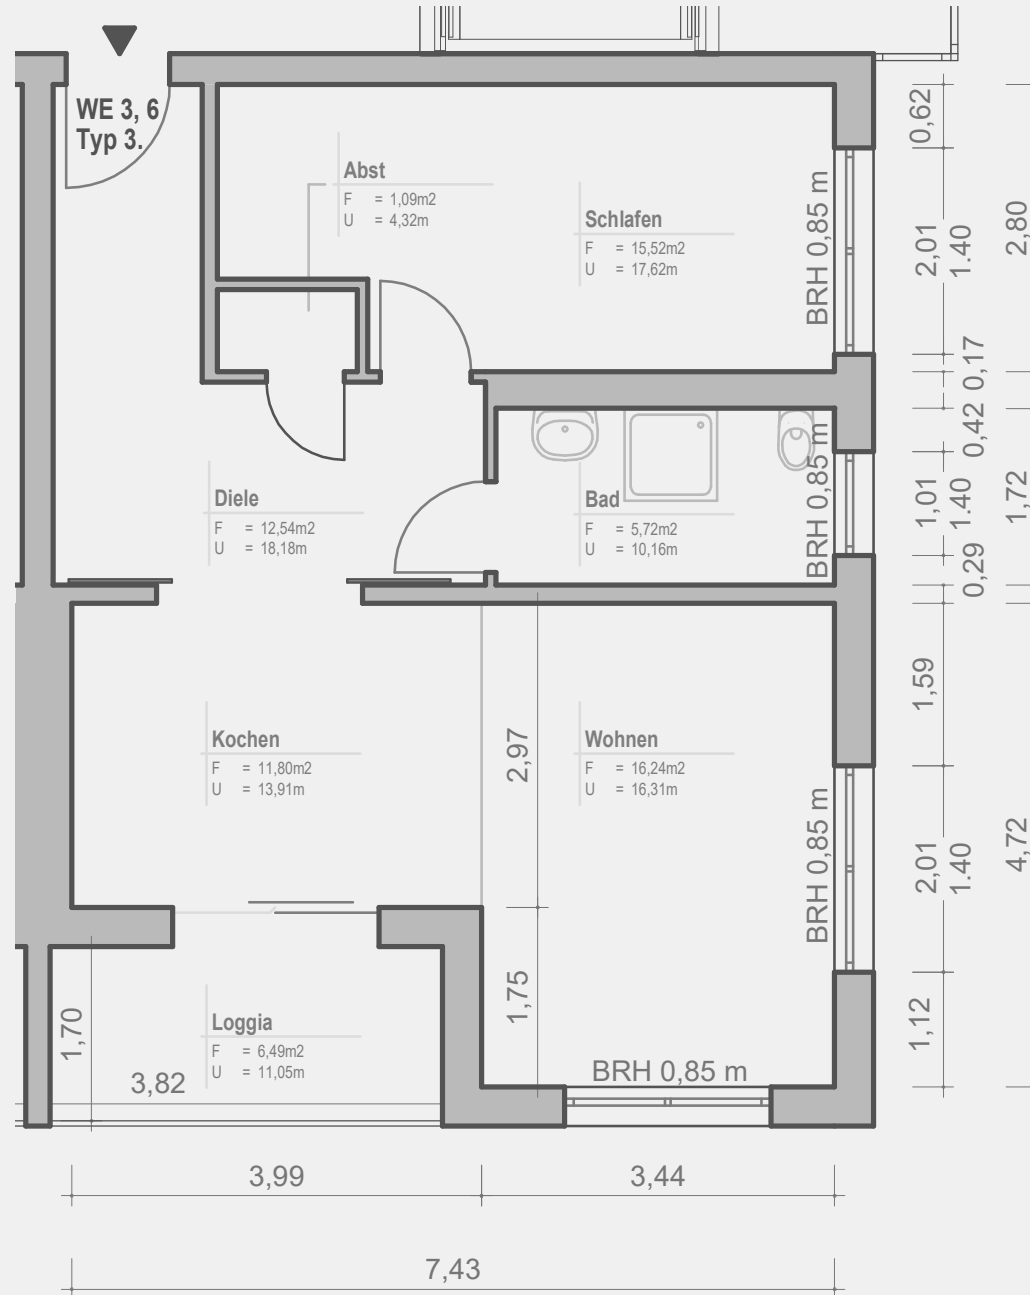 WE 3, 6
Typ 3.
Abst
F = 1,09m2
U = 4,32m
Schlafen
F = 15,52m2
U = 17,62m
BRH 0,85 m
0,62
2,01
1.40
2,80
0,17
0,42
Diele
F = 12,54m2
U = 18,18m
Bad
F = 5,72m2
U = 10,16m
BRH 0,85 m
1,01
1.40
1,72
0,29
Kochen
F = 11,80m2
U = 13,91m
2,97
Wohnen
F = 16,24m2
U = 16,31m
BRH 0,85 m
1,59
2,01
1.40
4,72
1,75
1,12
Loggia
F = 6,49m2
U = 11,05m
1,70
3,82
BRH 0,85 m
3,99
3,44
7,43